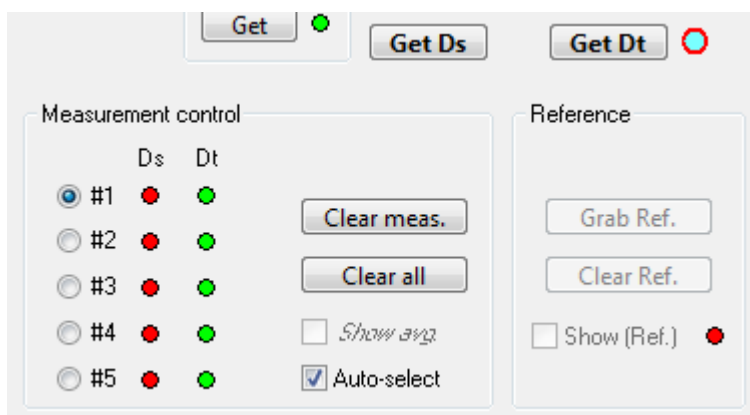 Get
Get Ds
Get Dt
Measurement control
Ds Dt
#1
#2
#3
#4
#5
Clear meas.
Clear all
Show avg.
Auto-select
Reference
Grab Ref.
Clear Ref.
Show (Ref.)